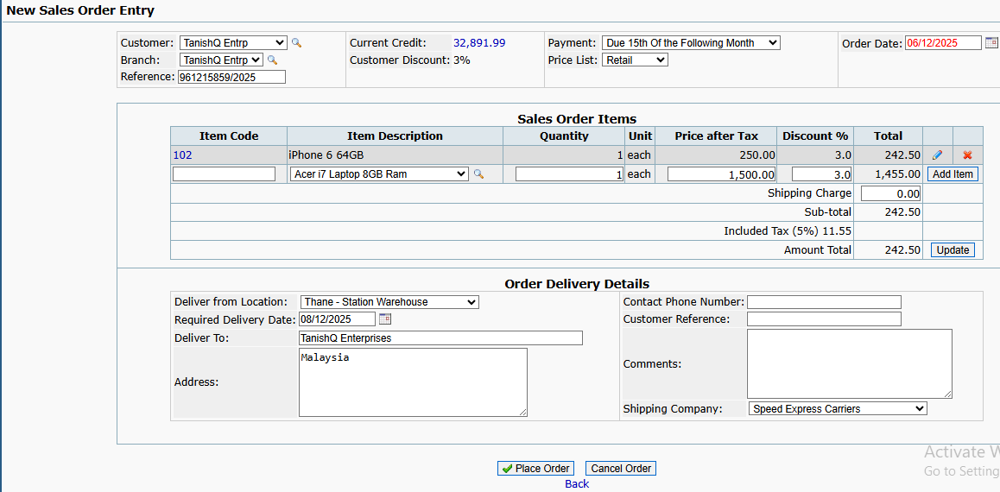 New Sales Order Entry
Customer: TanishQ Entrp Current Credit: 32,891.99 Payment: Due 15th Of the Following Month Order Date: 06/12/2025
Branch: TanishQ Entrp Customer Discount: 3% Price List: Retail
Reference: 961215859/2025
Sales Order Items
Item Code Item Description Quantity Unit Price after Tax Discount % Total
102 iPhone 6 64GB 1 each 250.00 3.0 242.50
Acer i7 Laptop 8GB Ram 1 each 1,500.00 3.0 1,455.00 Add Item
Shipping Charge 0.00
Sub-total 242.50
Included Tax (5%) 11.55
Amount Total 242.50 Update
Order Delivery Details
Deliver from Location: Thane - Station Warehouse Contact Phone Number:
Required Delivery Date: 08/12/2025 Customer Reference:
Deliver To: TanishQ Enterprises
Address: Malaysia Comments:
Shipping Company: Speed Express Carriers
Activate W
Go to Setting
Place Order Cancel Order
Back